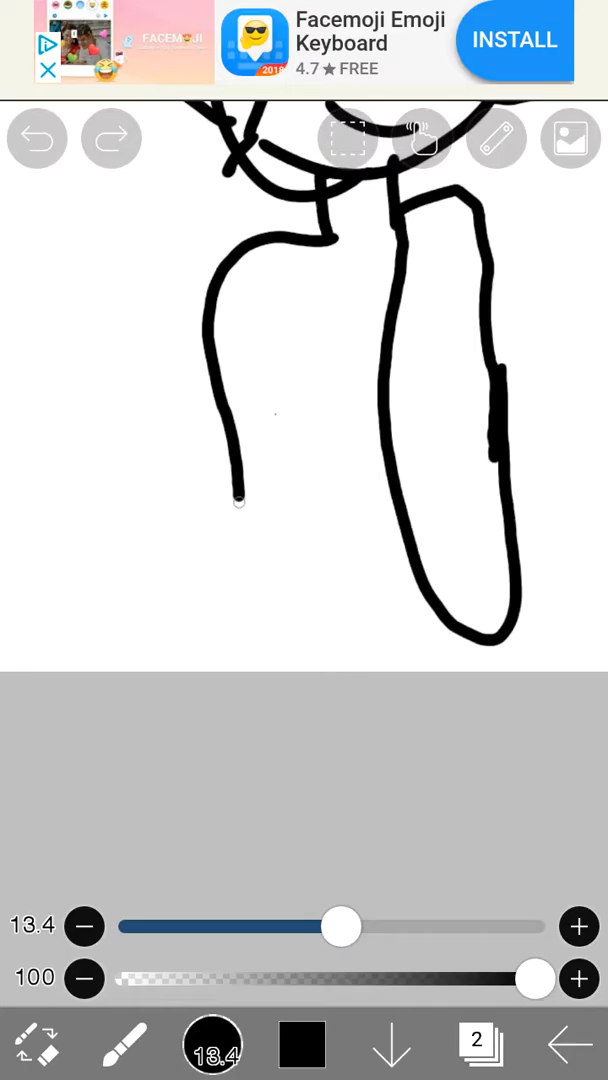 FACEMOJI
2018
Facemoji Emoji
Keyboard
4.7 ★ FREE
INSTALL
13.4
100
13.4
2